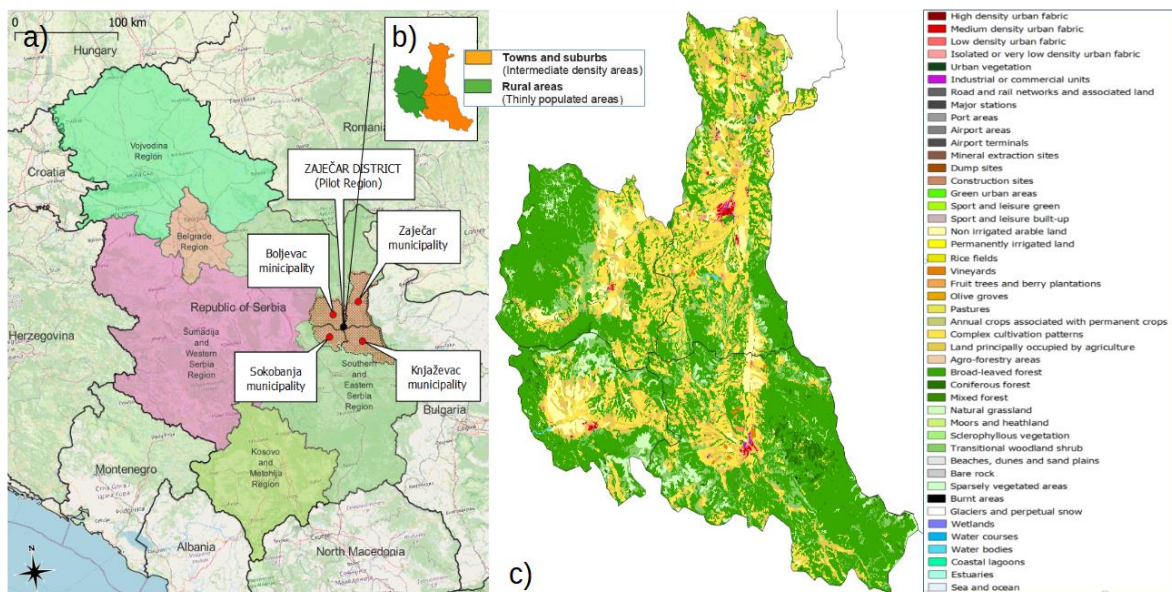 0
100 km
a)
Hungary
Romania
Vojvodina
Region
Croatia
Belgrade
Region
ZAJEČAR DISTRICT
(Pilot Region)
Zaječar
municipality
Boljevac
minicipality
Republic of Serbia
Herzegovina
Šumadija
and
Western
Serbia
Region
Sokobanja
municipality
Knjaževac
municipality
Southern
and
Eastern
Serbia
Region
Bulgaria
Kosovo
and
Metohija
Region
Montenegro
Albania
North Macedonia
N
b)
Towns and suburbs
(Intermediate density areas)
Rural areas
(Thinly populated areas)
c)
High density urban fabric
Medium density urban fabric
Low density urban fabric
Isolated or very low density urban fabric
Urban vegetation
Industrial or commercial units
Road and rail networks and associated land
Major stations
Port areas
Airport areas
Airport terminals
Mineral extraction sites
Dump sites
Construction sites
Green urban areas
Sport and leisure green
Sport and leisure built-up
Non irrigated arable land
Permanently irrigated land
Rice fields
Vineyards
Fruit trees and berry plantations
Olive groves
Pastures
Annual crops associated with permanent crops
Complex cultivation patterns
Land principally occupied by agriculture
Agro-forestry areas
Broad-leaved forest
Coniferous forest
Mixed forest
Natural grassland
Moors and heathland
Sclerophyllous vegetation
Transitional woodland shrub
Beaches, dunes and sand plains
Bare rock
Sparsely vegetated areas
Burnt areas
Glaciers and perpetual snow
Wetlands
Water courses
Water bodies
Coastal lagoons
Estuaries
Sea and ocean